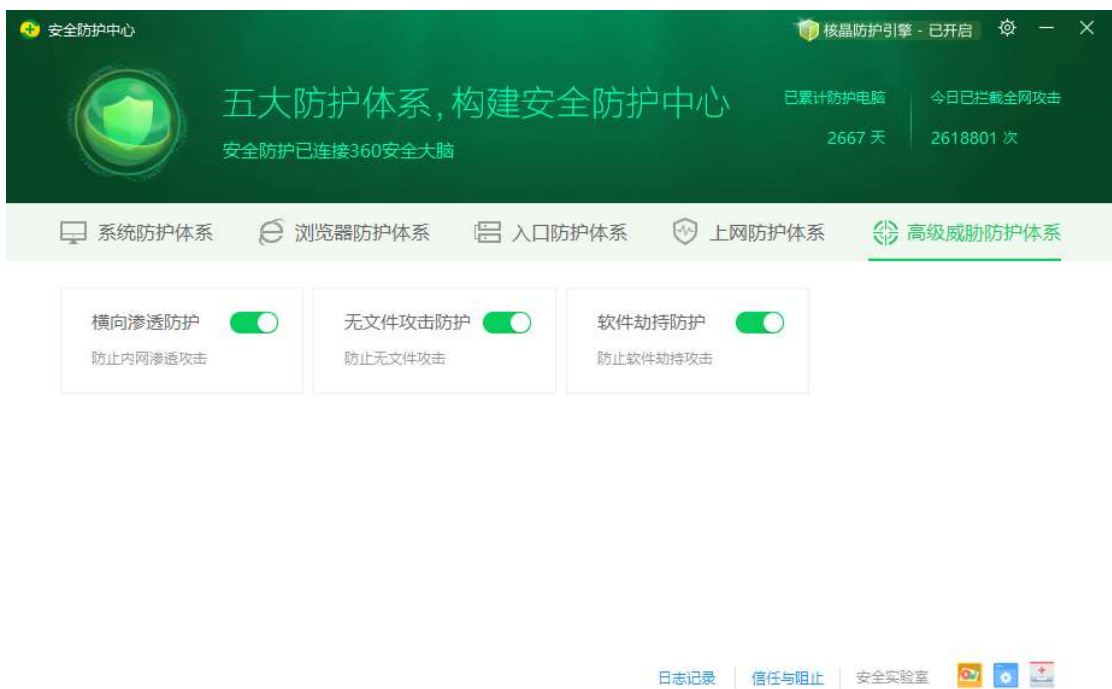 安全防护中心
核晶防护引擎 - 已开启
五大防护体系,构建安全防护中心
安全防护已连接360安全大脑
已累计防护电脑
2667 天
今日已拦截全网攻击
2618801 次
系统防护体系
浏览器防护体系
入口防护体系
上网防护体系
高级威胁防护体系
横向渗透防护
防止内网渗透攻击
无文件攻击防护
防止无文件攻击
软件劫持防护
防止软件劫持攻击
日志记录
信任与阻止
安全实验室